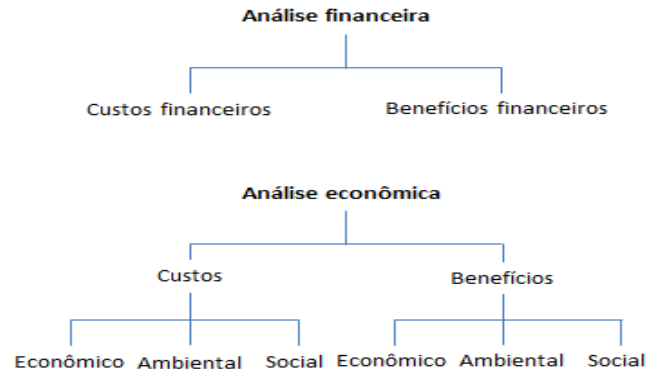 Análise financeira
Custos financeiros Benefícios financeiros
Análise econômica
Custos Benefícios
Econômico Ambiental Social Econômico Ambiental Social